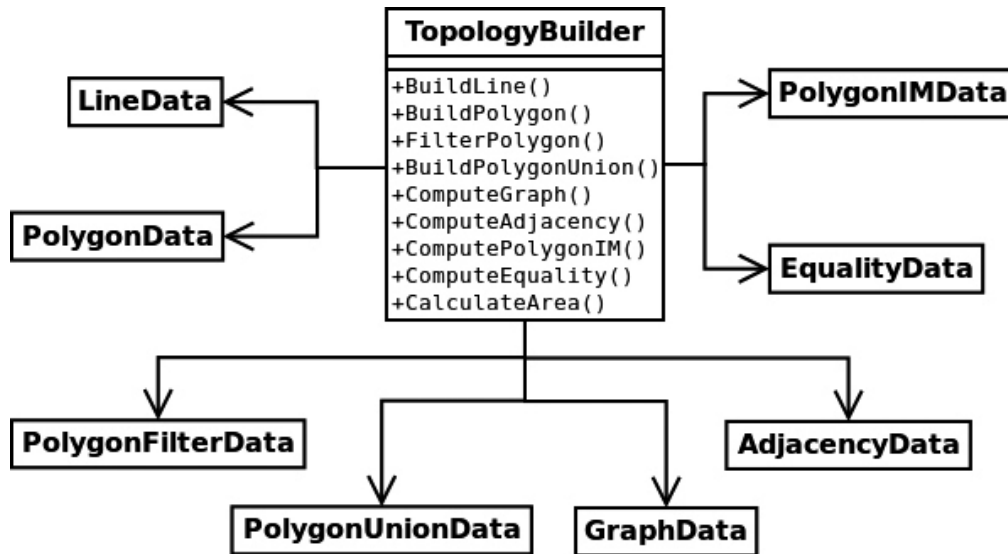 TopologyBuilder
+BuildLine()
+BuildPolygon()
+FilterPolygon()
+BuildPolygonUnion()
+ComputeGraph()
+ComputeAdjacency()
+ComputePolygonIM()
+ComputeEquality()
+CalculateArea()
LineData
PolygonData
PolygonIMData
EqualityData
PolygonFilterData
PolygonUnionData
GraphData
AdjacencyData